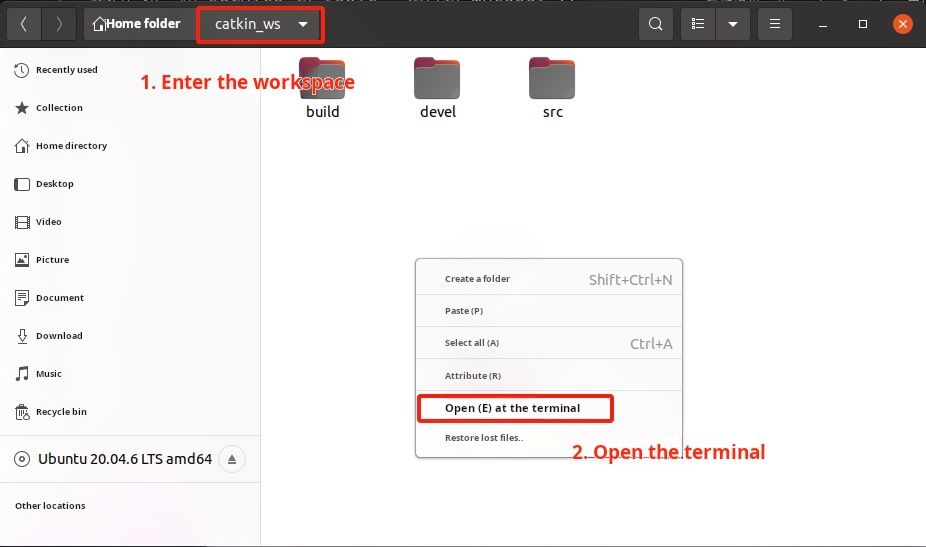 Home folder
catkin_ws
Recently used
1. Enter the workspace
build
devel
src
Collection
Home directory
Desktop
Video
Picture
Document
Download
Music
Recycle bin
Ubuntu 20.04.6 LTS amd64
Other locations
Create a folder Shift+Ctrl+N
Paste (P)
Select all (A) Ctrl+A
Attribute (R)
Open (E) at the terminal
Restore lost files..
2. Open the terminal